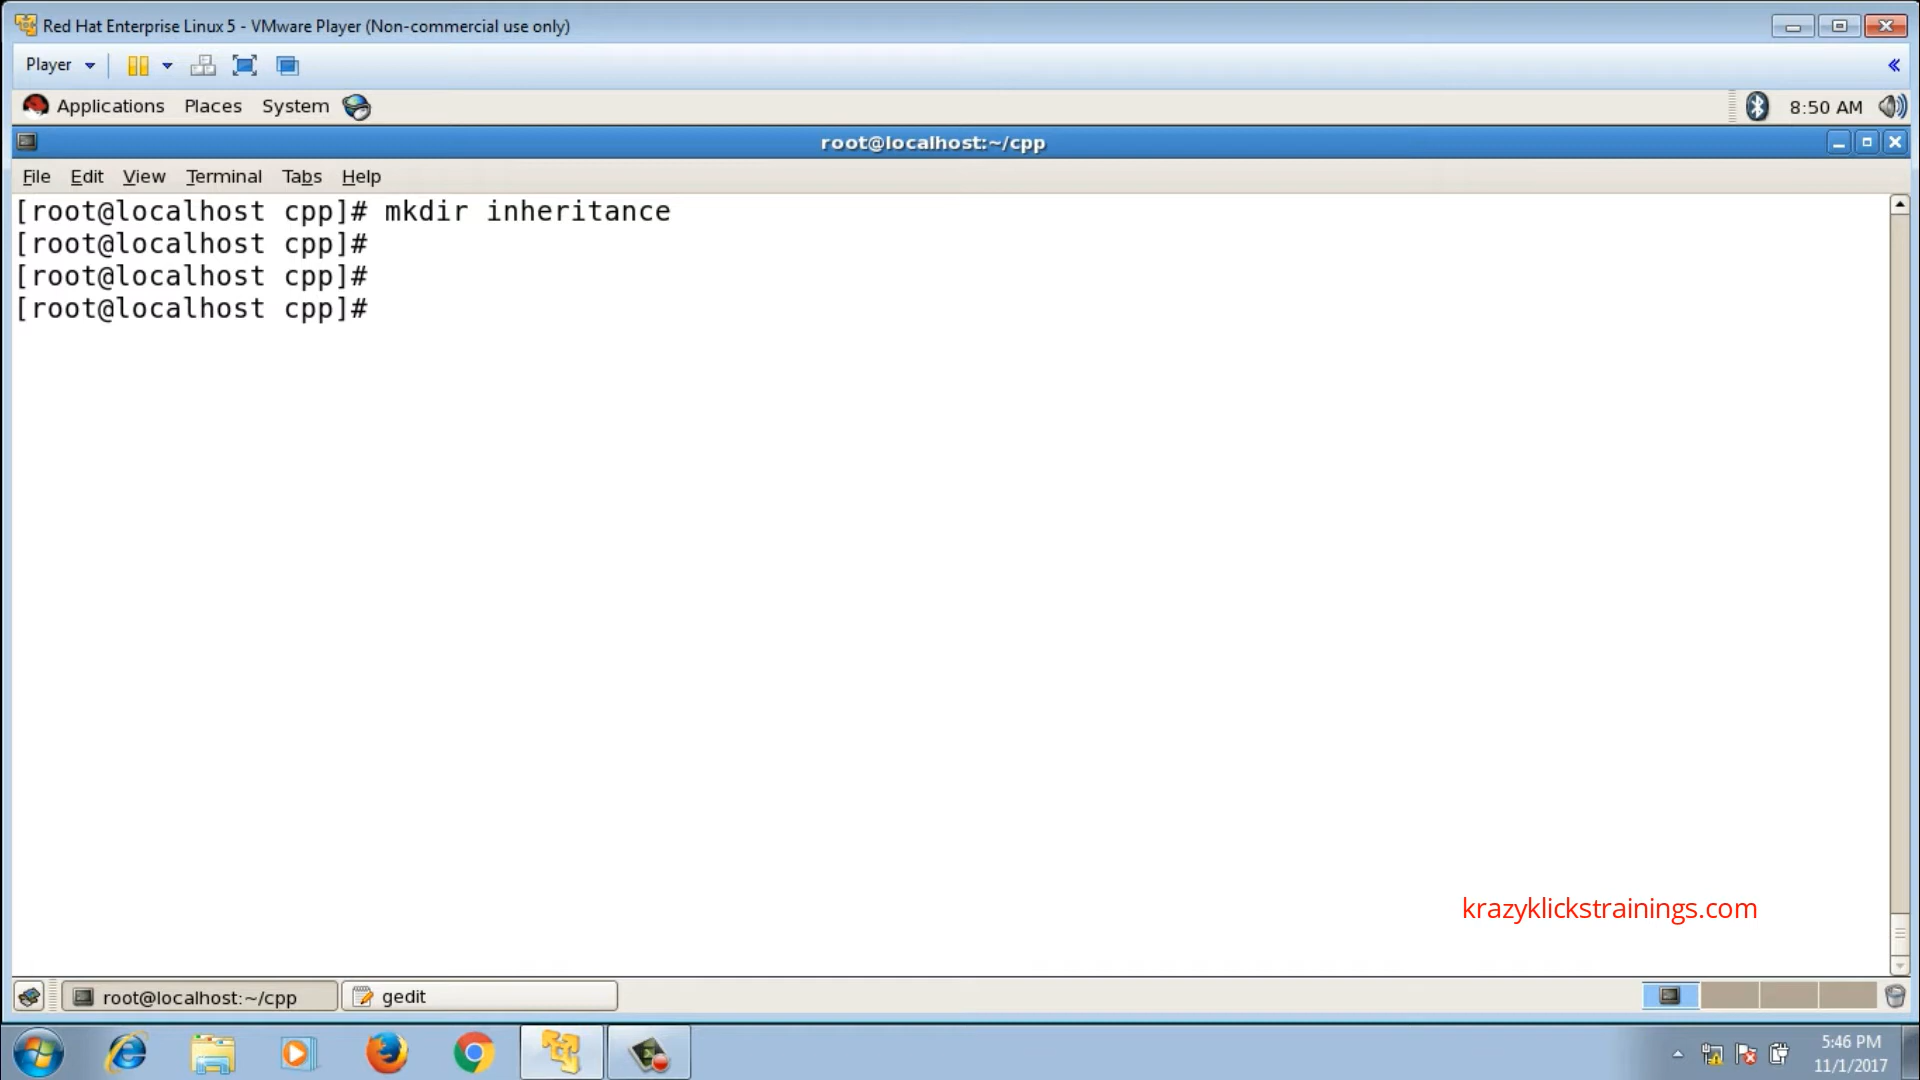 Red Hat Enterprise Linux 5 - VMware Player (Non-commercial use only)
Player
Applications Places System 8:50 AM
root@localhost:~/cpp
File Edit View Terminal Tabs Help
[root@localhost cpp]# mkdir inheritance
[root@localhost cpp]#
[root@localhost cpp]#
[root@localhost cpp]#
krazyklickstrainings.com
root@localhost:~/cpp gedit
5:46 PM
11/1/2017